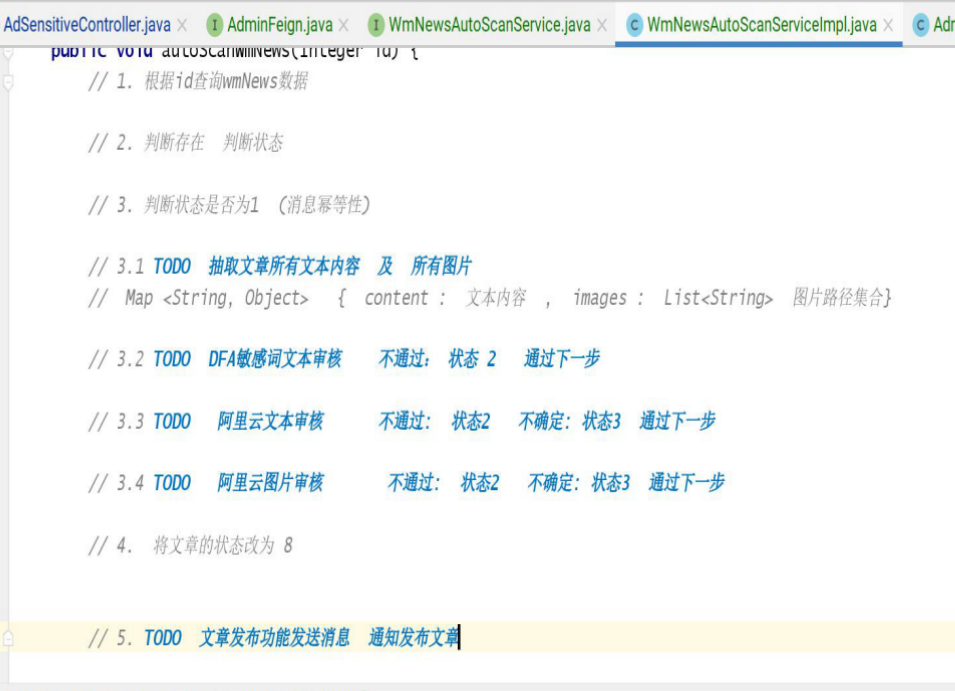 AdSensitiveController.java × I AdminFeign.java × I WmNewsAutoScanService.java × C WmNewsAutoScanServiceImpl.java × C Adm
public void autoScanWmNews(Integer id) {
// 1. 根据id查询wmNews数据
// 2. 判断存在 判断状态
// 3. 判断状态是否为1 (消息幂等性)
// 3.1 TODO 抽取文章所有文本内容 及 所有图片
// Map <String, Object> { content : 文本内容 , images : List<String> 图片路径集合}
// 3.2 TODO DFA敏感词文本审核 不通过: 状态 2 通过下一步
// 3.3 TODO 阿里云文本审核 不通过: 状态2 不确定: 状态3 通过下一步
// 3.4 TODO 阿里云图片审核 不通过: 状态2 不确定: 状态3 通过下一步
// 4. 将文章的状态改为 8
// 5. TODO 文章发布功能发送消息 通知发布文章